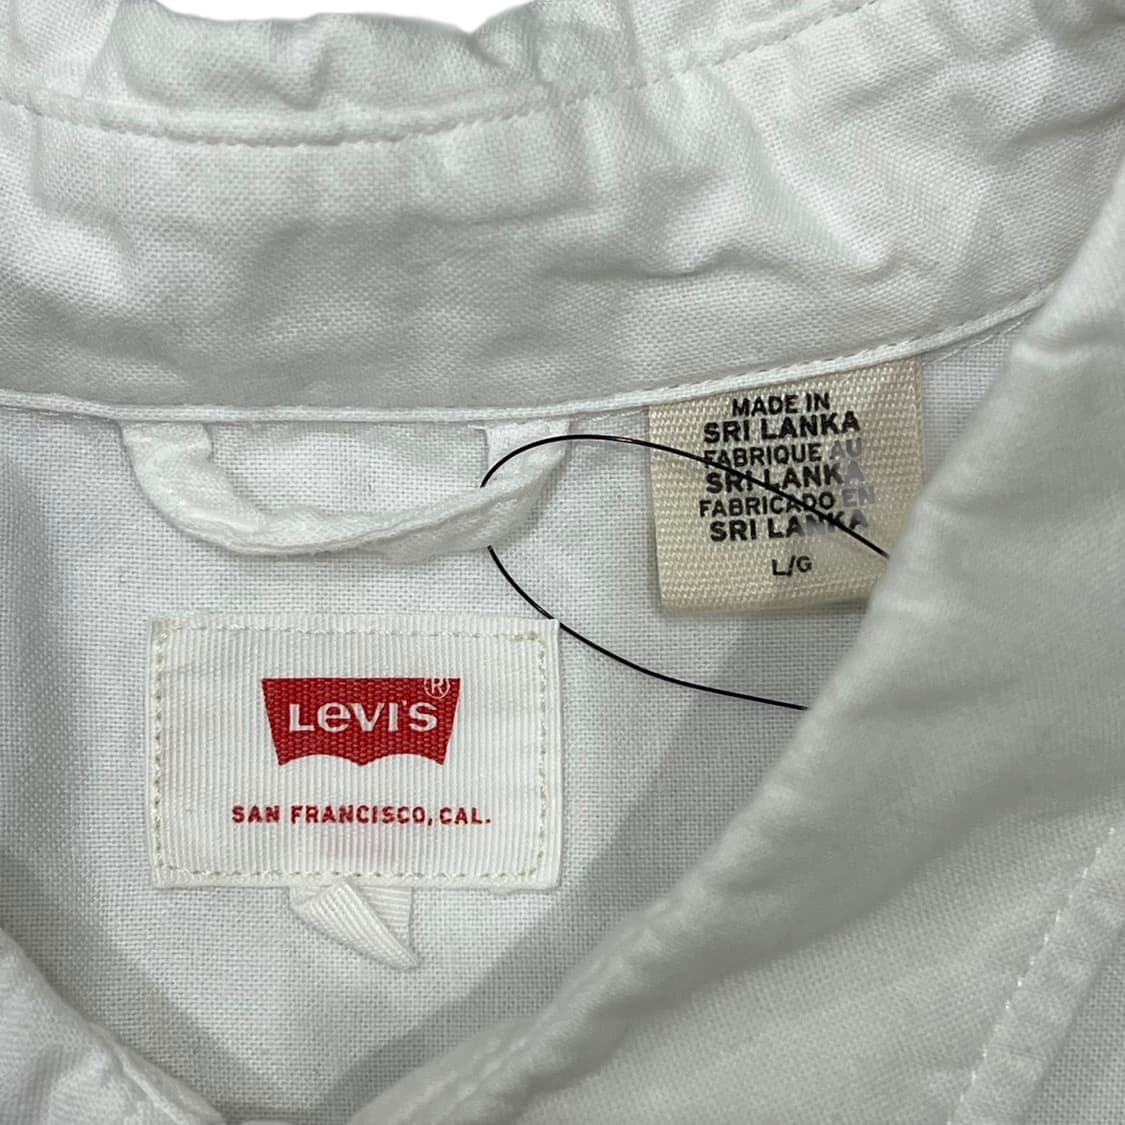 MADE IN
SRI LANKA
FABRIQUE AU
SRI LANKA
FABRICADO EN
SRI LANKA
L/G
LEVI'S ®
SAN FRANCISCO, CAL.